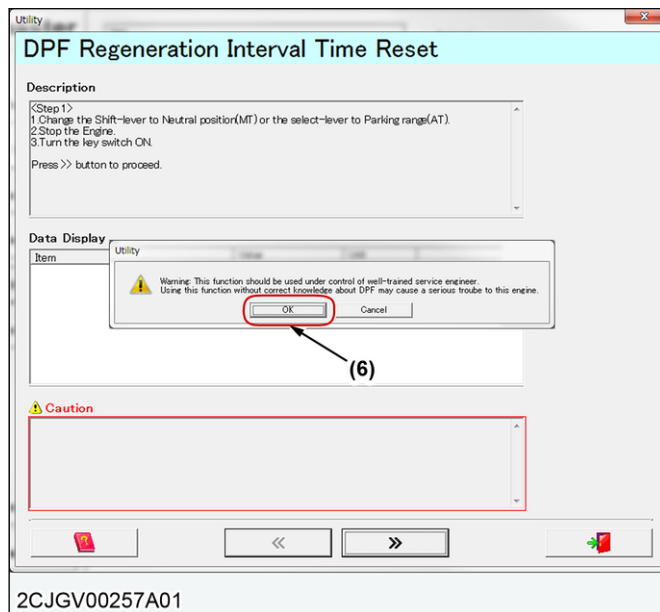 Utility
DPF Regeneration Interval Time Reset
Description
<Step 1>
1.Change the Shift-lever to Neutral position(MT) or the select-lever to Parking range(AT).
2.Stop the Engine.
3.Turn the key switch ON.
Press >> button to proceed.
Data Display
Item
Value
Unit
Utility
Warning: This function should be used under control of well-trained service engineer.
Using this function without correct knowledge about DPF may cause a serious trouble to this engine.
OK
Cancel
(6)
Caution
<<
>>
2CJGV00257A01